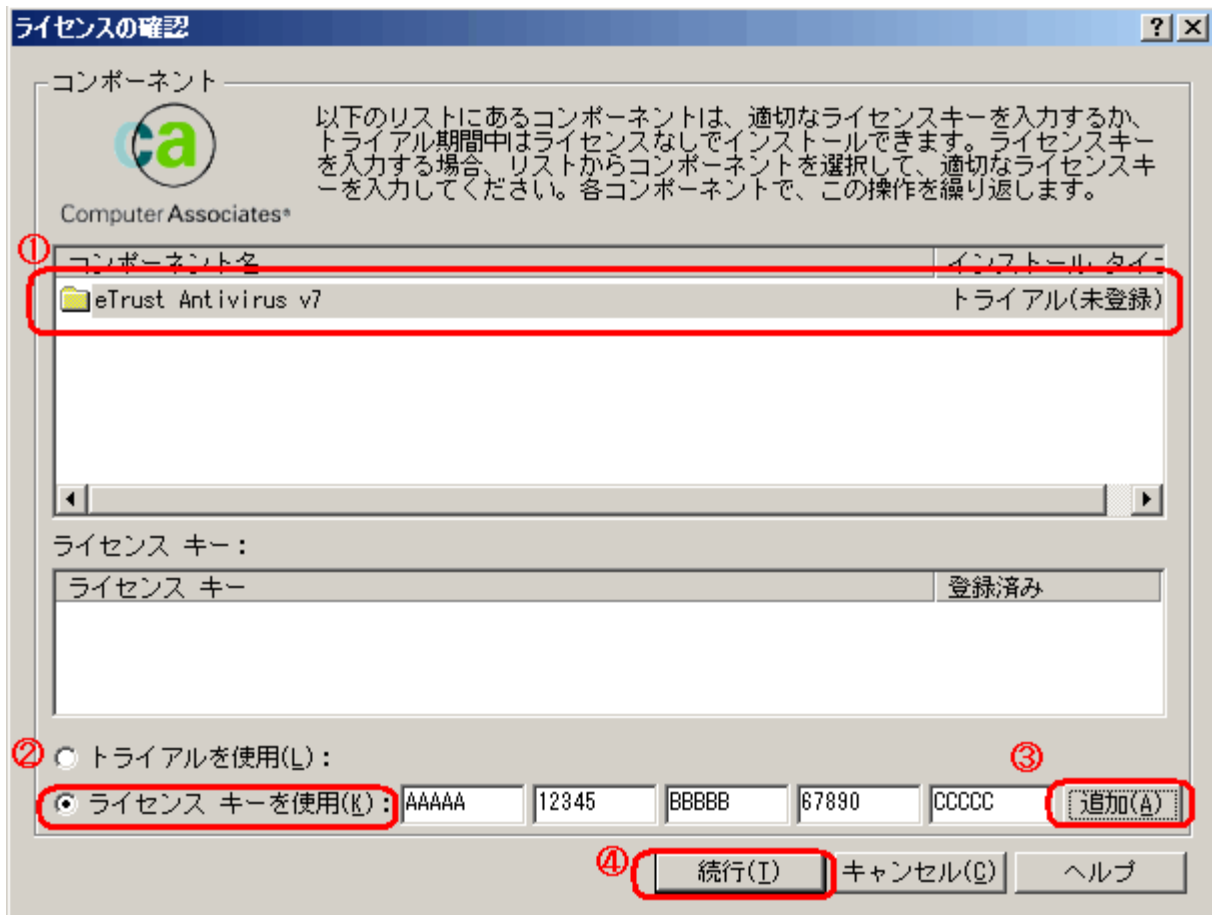 ライセンスの確認
コンポーネント
ca
Computer Associates®
以下のリストにあるコンポーネントは、適切なライセンスキーを入力するか、
トライアル期間中はライセンスなしでインストールできます。ライセンスキー
を入力する場合、リストからコンポーネントを選択して、適切なライセンスキ
ーを入力してください。各コンポーネントで、この操作を繰り返します。
①
コンポーネント名 インストール タイ
eTrust Antivirus v7 トライアル(未登録)
ライセンス キー：
ライセンス キー 登録済み
② トライアルを使用(L)：
③
ライセンス キーを使用(K)： AAAAA 12345 BBBBB 67890 CCCCC 追加(A)
④ 続行(T) キャンセル(C) ヘルプ